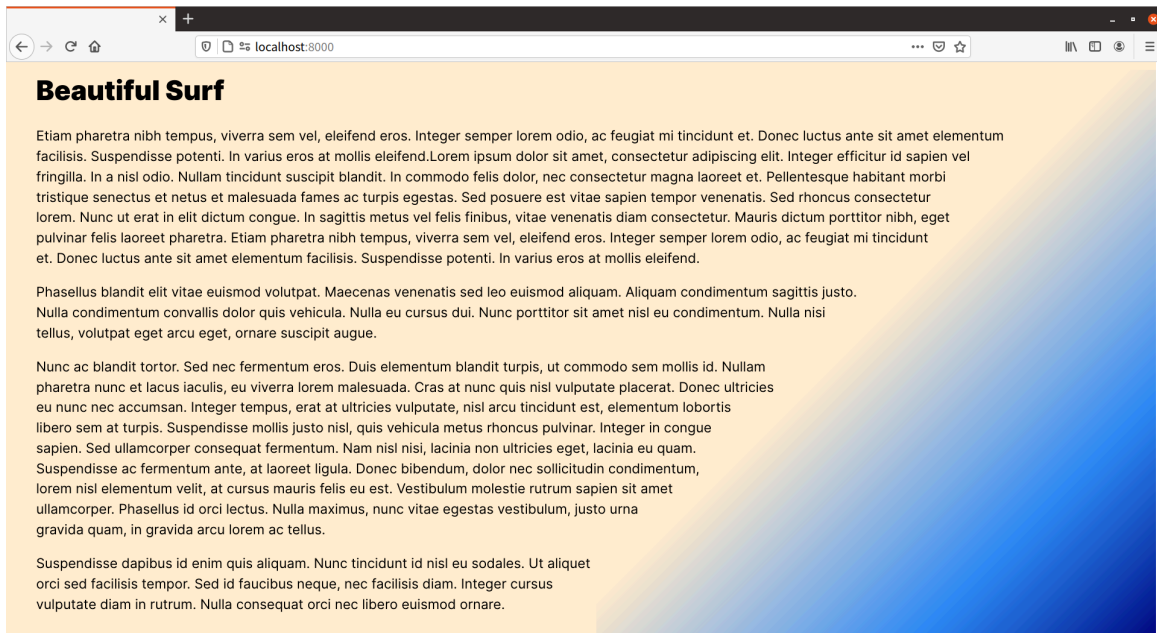 localhost:8000
Beautiful Surf
Etiam pharetra nibh tempus, viverra sem vel, eleifend eros. Integer semper lorem odio, ac feugiat mi tincidunt et. Donec luctus ante sit amet elementum
facilisis. Suspendisse potenti. In varius eros at mollis eleifend.Lorem ipsum dolor sit amet, consectetur adipiscing elit. Integer efficitur id sapien vel
fringilla. In a nisl odio. Nullam tincidunt suscipit blandit. In commodo felis dolor, nec consectetur magna laoreet et. Pellentesque habitant morbi
tristique senectus et netus et malesuada fames ac turpis egestas. Sed posuere est vitae sapien tempor venenatis. Sed rhoncus consectetur
lorem. Nunc ut erat in elit dictum congue. In sagittis metus vel felis finibus, vitae venenatis diam consectetur. Mauris dictum porttitor nibh, eget
pulvinar felis laoreet pharetra. Etiam pharetra nibh tempus, viverra sem vel, eleifend eros. Integer semper lorem odio, ac feugiat mi tincidunt
et. Donec luctus ante sit amet elementum facilisis. Suspendisse potenti. In varius eros at mollis eleifend.
Phasellus blandit elit vitae euismod volutpat. Maecenas venenatis sed leo euismod aliquam. Aliquam condimentum sagittis justo.
Nulla condimentum convallis dolor quis vehicula. Nulla eu cursus dui. Nunc porttitor sit amet nisl eu condimentum. Nulla nisi
tellus, volutpat eget arcu eget, ornare suscipit augue.
Nunc ac blandit tortor. Sed nec fermentum eros. Duis elementum blandit turpis, ut commodo sem mollis id. Nullam
pharetra nunc et lacus iaculis, eu viverra lorem malesuada. Cras at nunc quis nisl vulputate placerat. Donec ultricies
eu nunc nec accumsan. Integer tempus, erat at ultricies vulputate, nisl arcu tincidunt est, elementum lobortis
libero sem at turpis. Suspendisse mollis justo nisl, quis vehicula metus rhoncus pulvinar. Integer in congue
sapien. Sed ullamcorper consequat fermentum. Nam nisl nisi, lacinia non ultricies eget, lacinia eu quam.
Suspendisse ac fermentum ante, at laoreet ligula. Donec bibendum, dolor nec sollicitudin condimentum,
lorem nisl elementum velit, at cursus mauris felis eu est. Vestibulum molestie rutrum sapien sit amet
ullamcorper. Phasellus id orci lectus. Nulla maximus, nunc vitae egestas vestibulum, justo urna
gravida quam, in gravida arcu lorem ac tellus.
Suspendisse dapibus id enim quis aliquam. Nunc tincidunt id nisl eu sodales. Ut aliquet
orci sed facilisis tempor. Sed id faucibus neque, nec facilisis diam. Integer cursus
vulputate diam in rutrum. Nulla consequat orci nec libero euismod ornare.